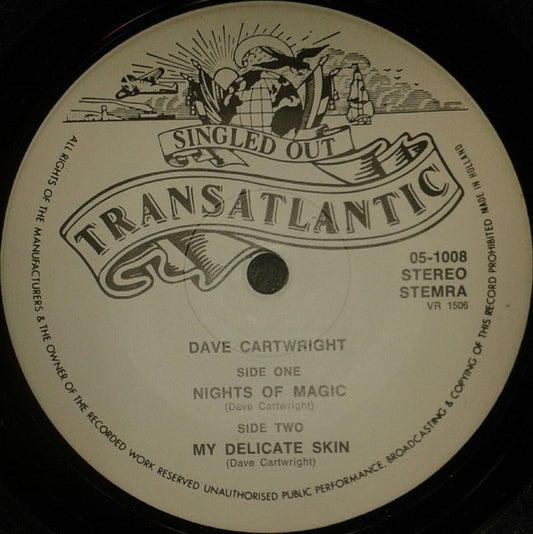 SINGLED OUT
TRANSATLANTIC
05-1008
STEREO
STEMRA
VR 1506
DAVE CARTWRIGHT
SIDE ONE
NIGHTS OF MAGIC
(Dave Cartwright)
SIDE TWO
MY DELICATE SKIN
(Dave Cartwright)
ALL RIGHTS OF THE MANUFACTURERS & THE OWNER OF THE RECORDED WORK RESERVED UNAUTHORISED PUBLIC PERFORMANCE, BROADCASTING & COPYING OF THIS RECORD PROHIBITED MADE IN HOLLAND